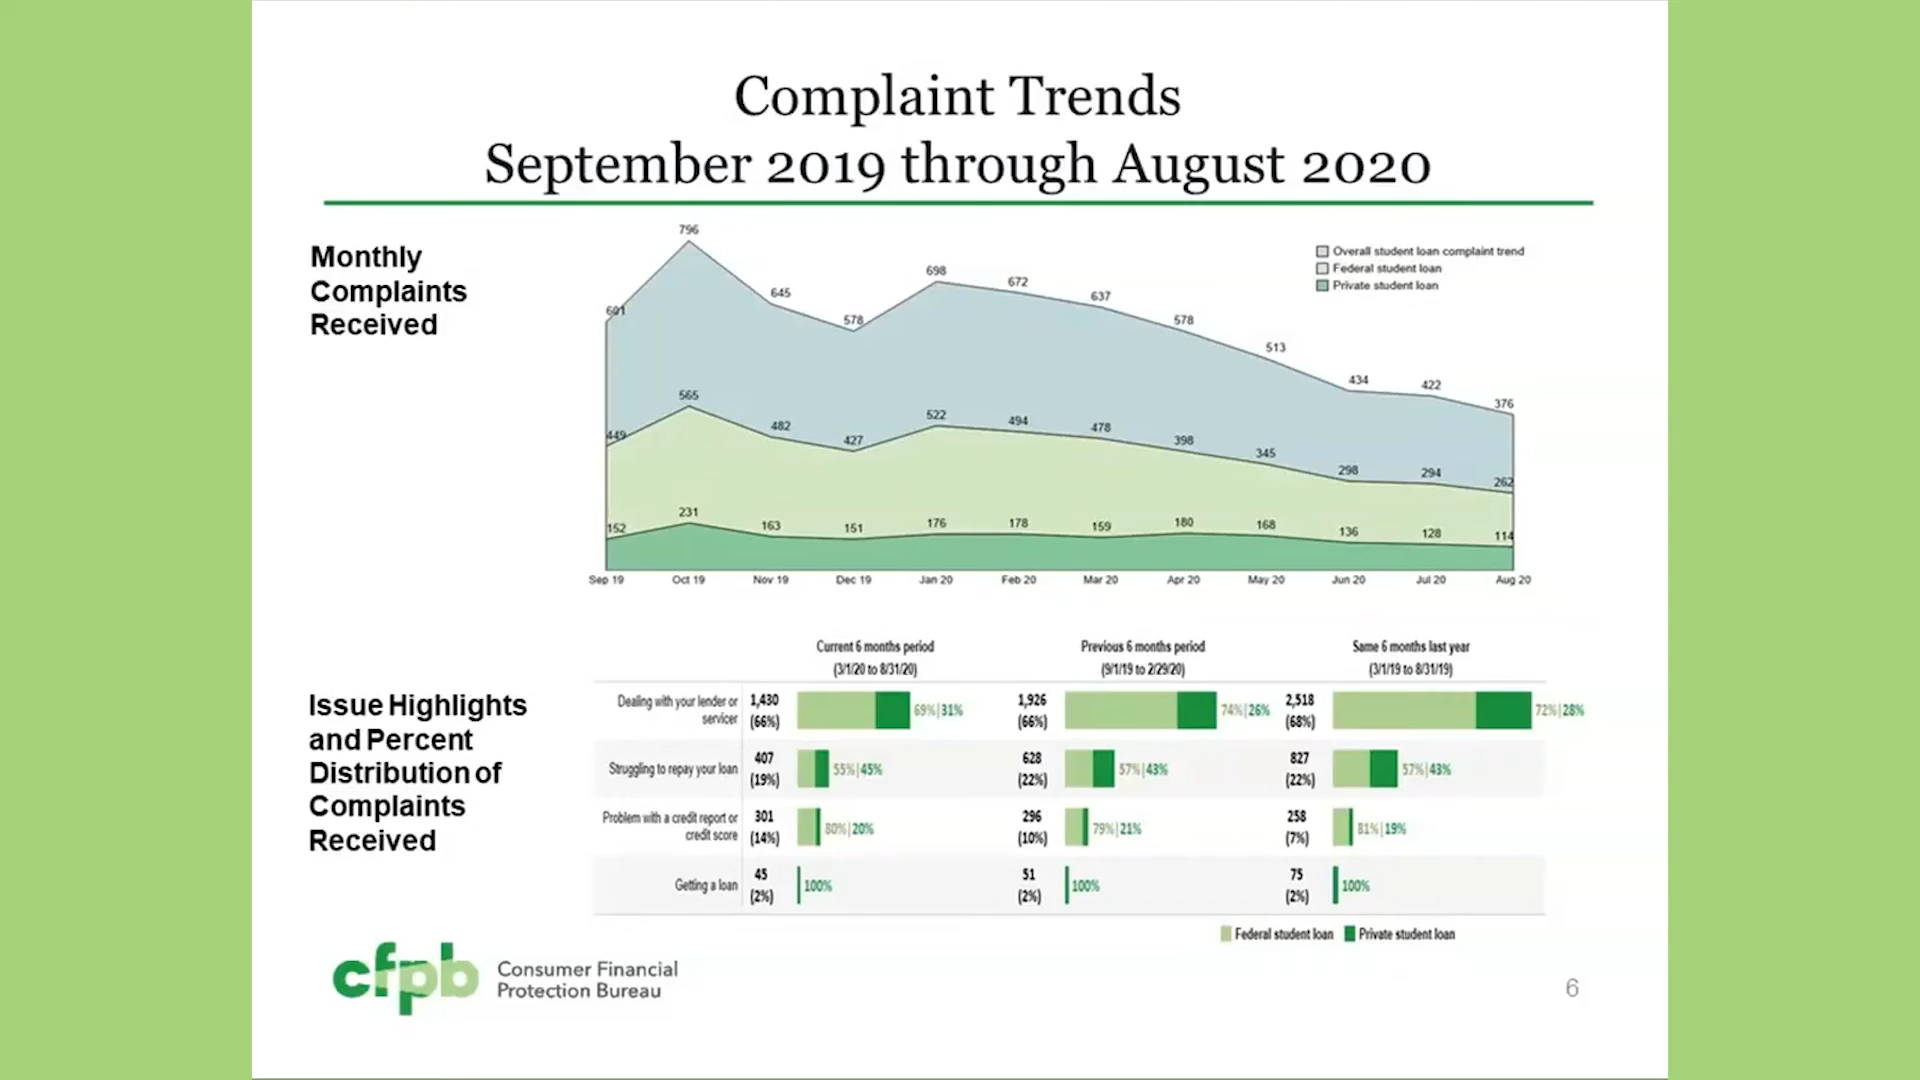 Complaint Trends
September 2019 through August 2020
Monthly
Complaints
Received
Overall student loan complaint trend
Federal student loan
Private student loan
601 796 645 578 698 672 637 578 513 434 422 376
449 565 482 427 522 494 478 398 345 298 294 262
152 231 163 151 176 178 159 180 168 136 128 114
Sep 19 Oct 19 Nov 19 Dec 19 Jan 20 Feb 20 Mar 20 Apr 20 May 20 Jun 20 Jul 20 Aug 20
Issue Highlights
and Percent
Distribution of
Complaints
Received
Current 6 months period
(3/1/20 to 8/31/20)
Previous 6 months period
(9/1/19 to 2/29/20)
Same 6 months last year
(3/1/19 to 8/31/19)
Dealing with your lender or
servicer
1,430
(66%)
69%|31%
1,926
(66%)
74%|26%
2,518
(68%)
72%|28%
Struggling to repay your loan
407
(19%)
55%|45%
628
(22%)
57%|43%
827
(22%)
57%|43%
Problem with a credit report or
credit score
301
(14%)
80%|20%
296
(10%)
79%|21%
258
(7%)
81%|19%
Getting a loan
45
(2%)
100%
51
(2%)
100%
75
(2%)
100%
Federal student loan Private student loan
cfpb
Consumer Financial
Protection Bureau
6